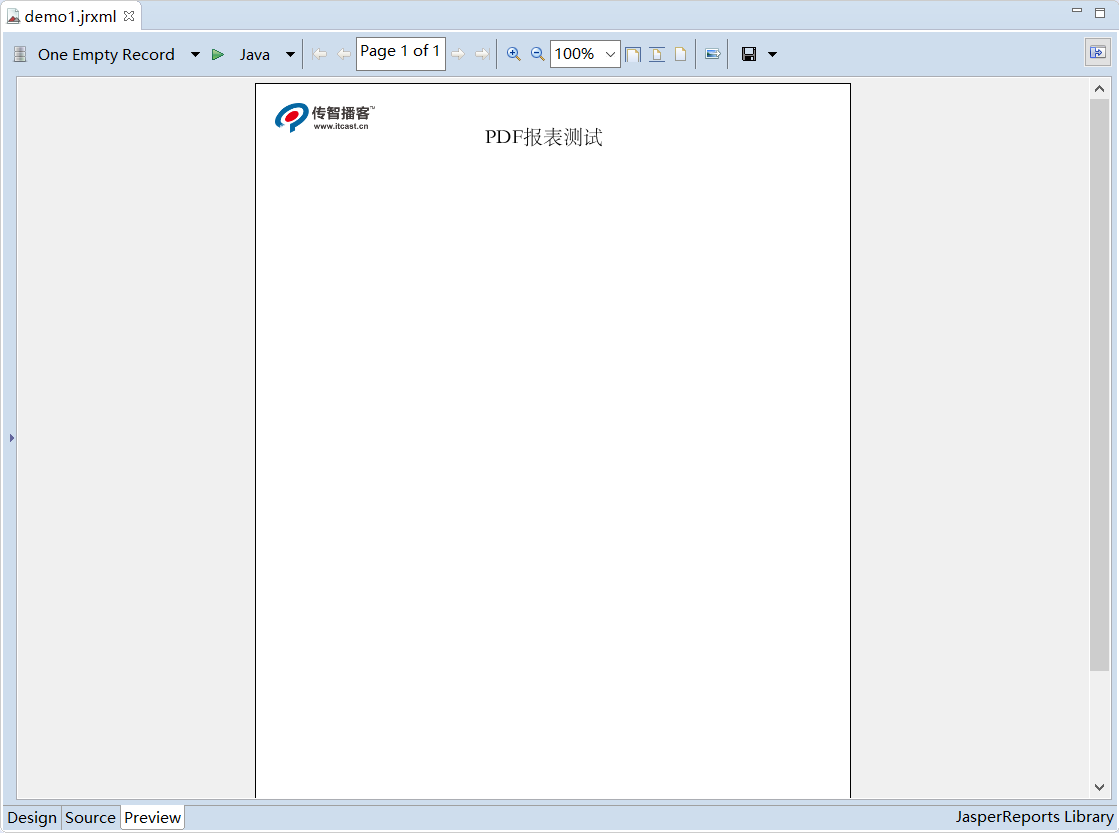 demo1.jrxml
One Empty Record Java Page 1 of 1 100%
传智播客™
www.itcast.cn
PDF报表测试
Design Source Preview JasperReports Library